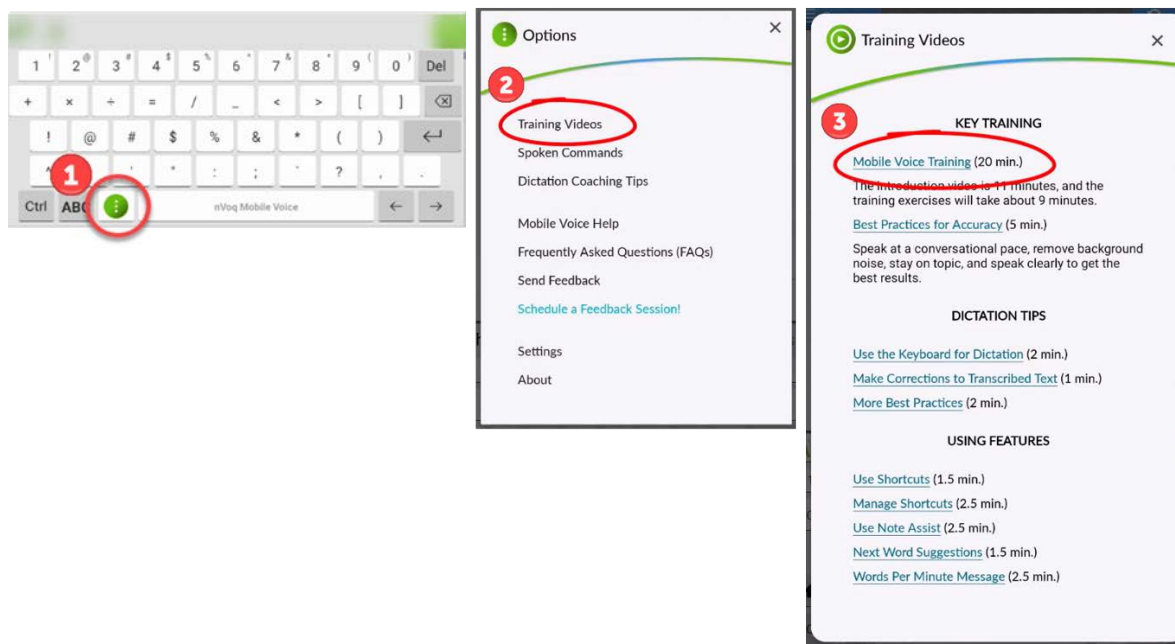 1 ! 2 @ 3 # 4 $ 5 % 6 ^ 7 & 8 * 9 ( 0 ) Del
+ × ÷ = / _ < > [ ]
! @ # $ % & * ( )
^ ' " : ; ` ? , .
1
Ctrl ABC nVoq Mobile Voice ← →
Options ×
2
Training Videos
Spoken Commands
Dictation Coaching Tips
Mobile Voice Help
Frequently Asked Questions (FAQs)
Send Feedback
Schedule a Feedback Session!
Settings
About
Training Videos ×
3
KEY TRAINING
Mobile Voice Training (20 min.)
The introduction video is 11 minutes, and the
training exercises will take about 9 minutes.
Best Practices for Accuracy (5 min.)
Speak at a conversational pace, remove background
noise, stay on topic, and speak clearly to get the
best results.
DICTATION TIPS
Use the Keyboard for Dictation (2 min.)
Make Corrections to Transcribed Text (1 min.)
More Best Practices (2 min.)
USING FEATURES
Use Shortcuts (1.5 min.)
Manage Shortcuts (2.5 min.)
Use Note Assist (2.5 min.)
Next Word Suggestions (1.5 min.)
Words Per Minute Message (2.5 min.)